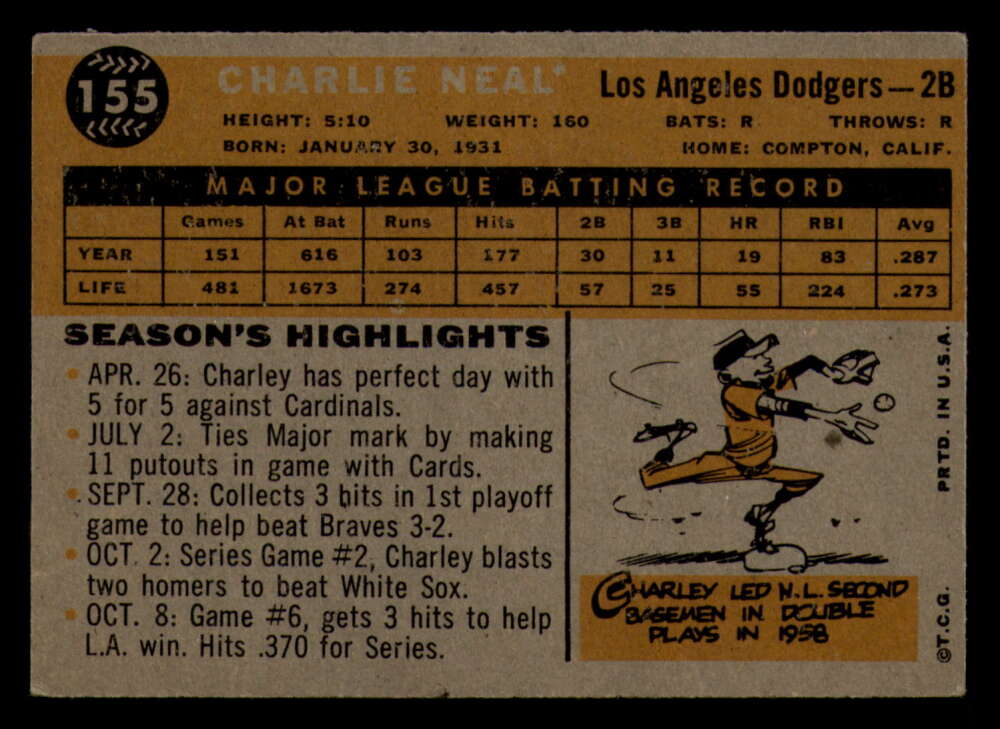 155
CHARLIE NEAL
Los Angeles Dodgers—2B
HEIGHT: 5:10 WEIGHT: 160 BATS: R THROWS: R
BORN: JANUARY 30, 1931 HOME: COMPTON, CALIF.
MAJOR LEAGUE BATTING RECORD
Games At Bat Runs Hits 2B 3B HR RBI Avg
YEAR 151 616 103 177 30 11 19 83 .287
LIFE 481 1673 274 457 57 25 55 224 .273
SEASON'S HIGHLIGHTS
• APR. 26: Charley has perfect day with
5 for 5 against Cardinals.
• JULY 2: Ties Major mark by making
11 putouts in game with Cards.
• SEPT. 28: Collects 3 hits in 1st playoff
game to help beat Braves 3-2.
• OCT. 2: Series Game #2, Charley blasts
two homers to beat White Sox.
• OCT. 8: Game #6, gets 3 hits to help
L.A. win. Hits .370 for Series.
CHARLEY LED N.L. SECOND
BASEMEN IN DOUBLE
PLAYS IN 1958
©T.C.G. PRTD. IN U.S.A.